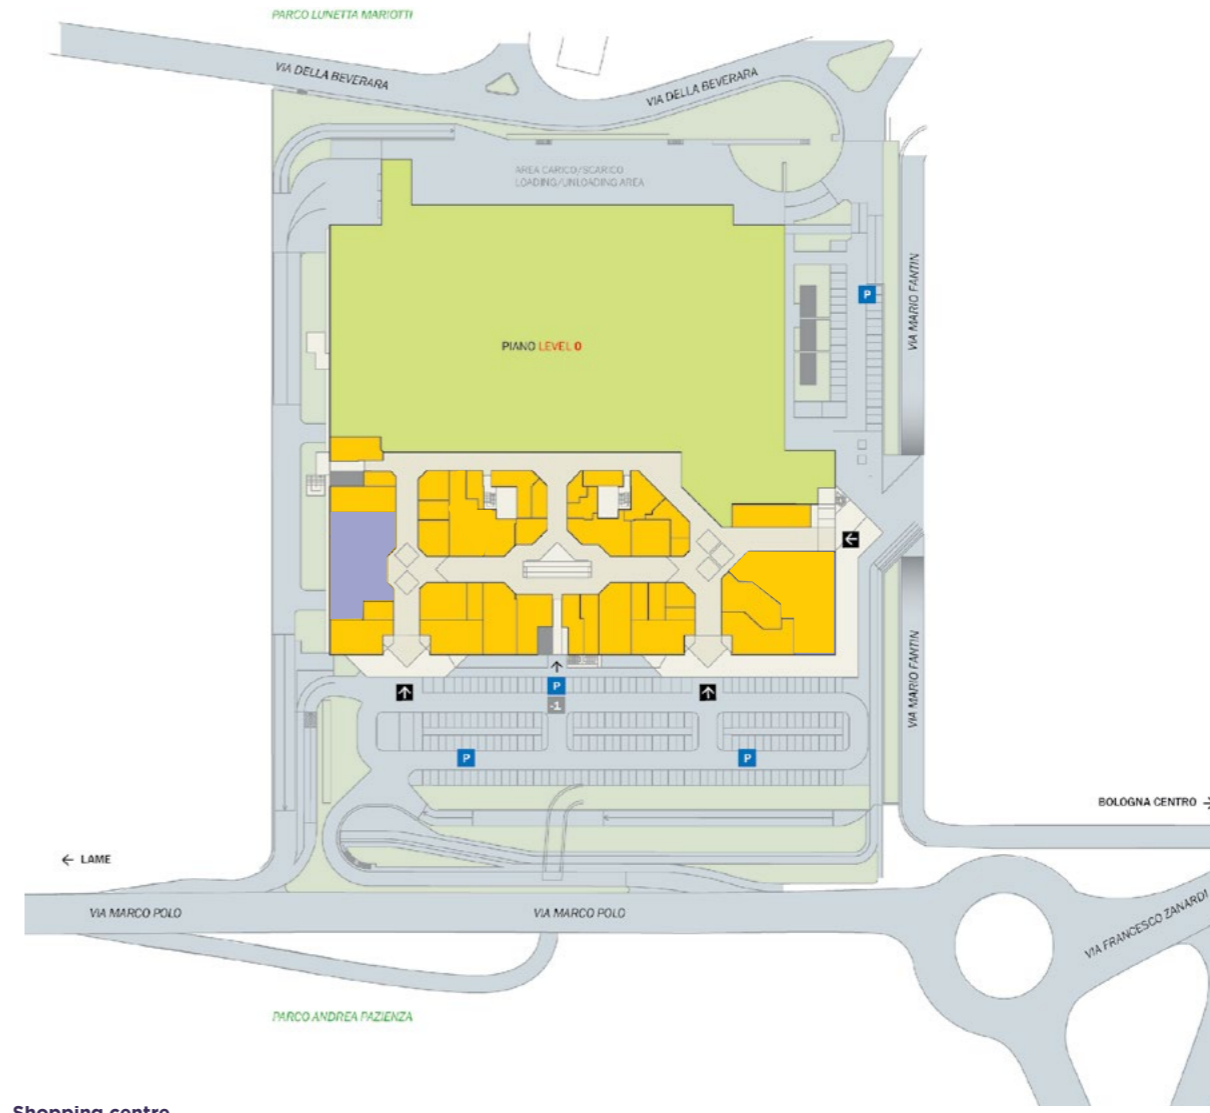 PARCO LUNETTA MARIOTTI
VIA DELLA BEVERARA
VIA DELLA BEVERARA
AREA CARICO/SCARICO
LOADING/UNLOADING AREA
VIA MARIO FANTIN
P
PIANO LEVEL 0
VIA MARIO FANTIN
P
-1
P
P
BOLOGNA CENTRO →
← LAME
VIA MARCO POLO
VIA MARCO POLO
VIA FRANCESCO ZANARDI
PARCO ANDREA PAZIENZA
Shopping centre